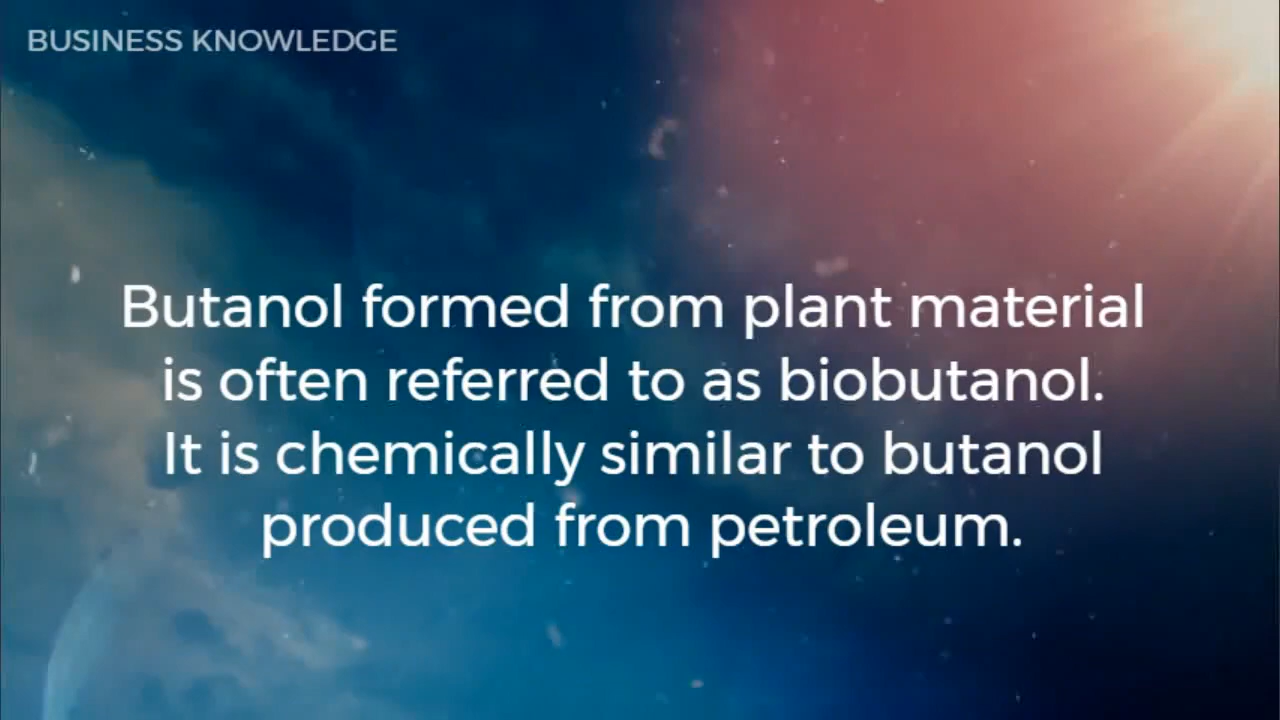 BUSINESS KNOWLEDGE
Butanol formed from plant material
is often referred to as biobutanol.
It is chemically similar to butanol
produced from petroleum.